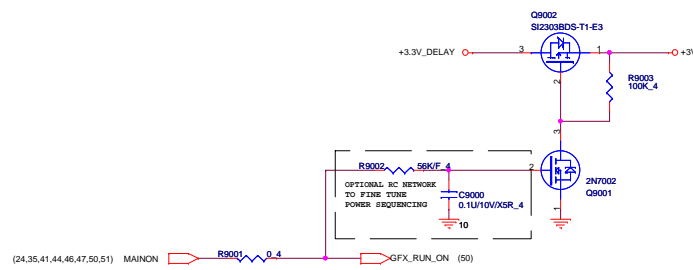 Q9002
SI2303BDS-T1-E3
+3.3V_DELAY
3
1
+3V
2
R9003
100K_4
3
R9002
56K/F_4
2
OPTIONAL RC NETWORK
TO FINE TUNE
POWER SEQUENCING
C9000
0.1U/10V/X5R_4
2N7002
Q9001
1
10
(24,35,41,44,46,47,50,51)
MAINON
R9001
0_4
GFX_RUN_ON
(50)